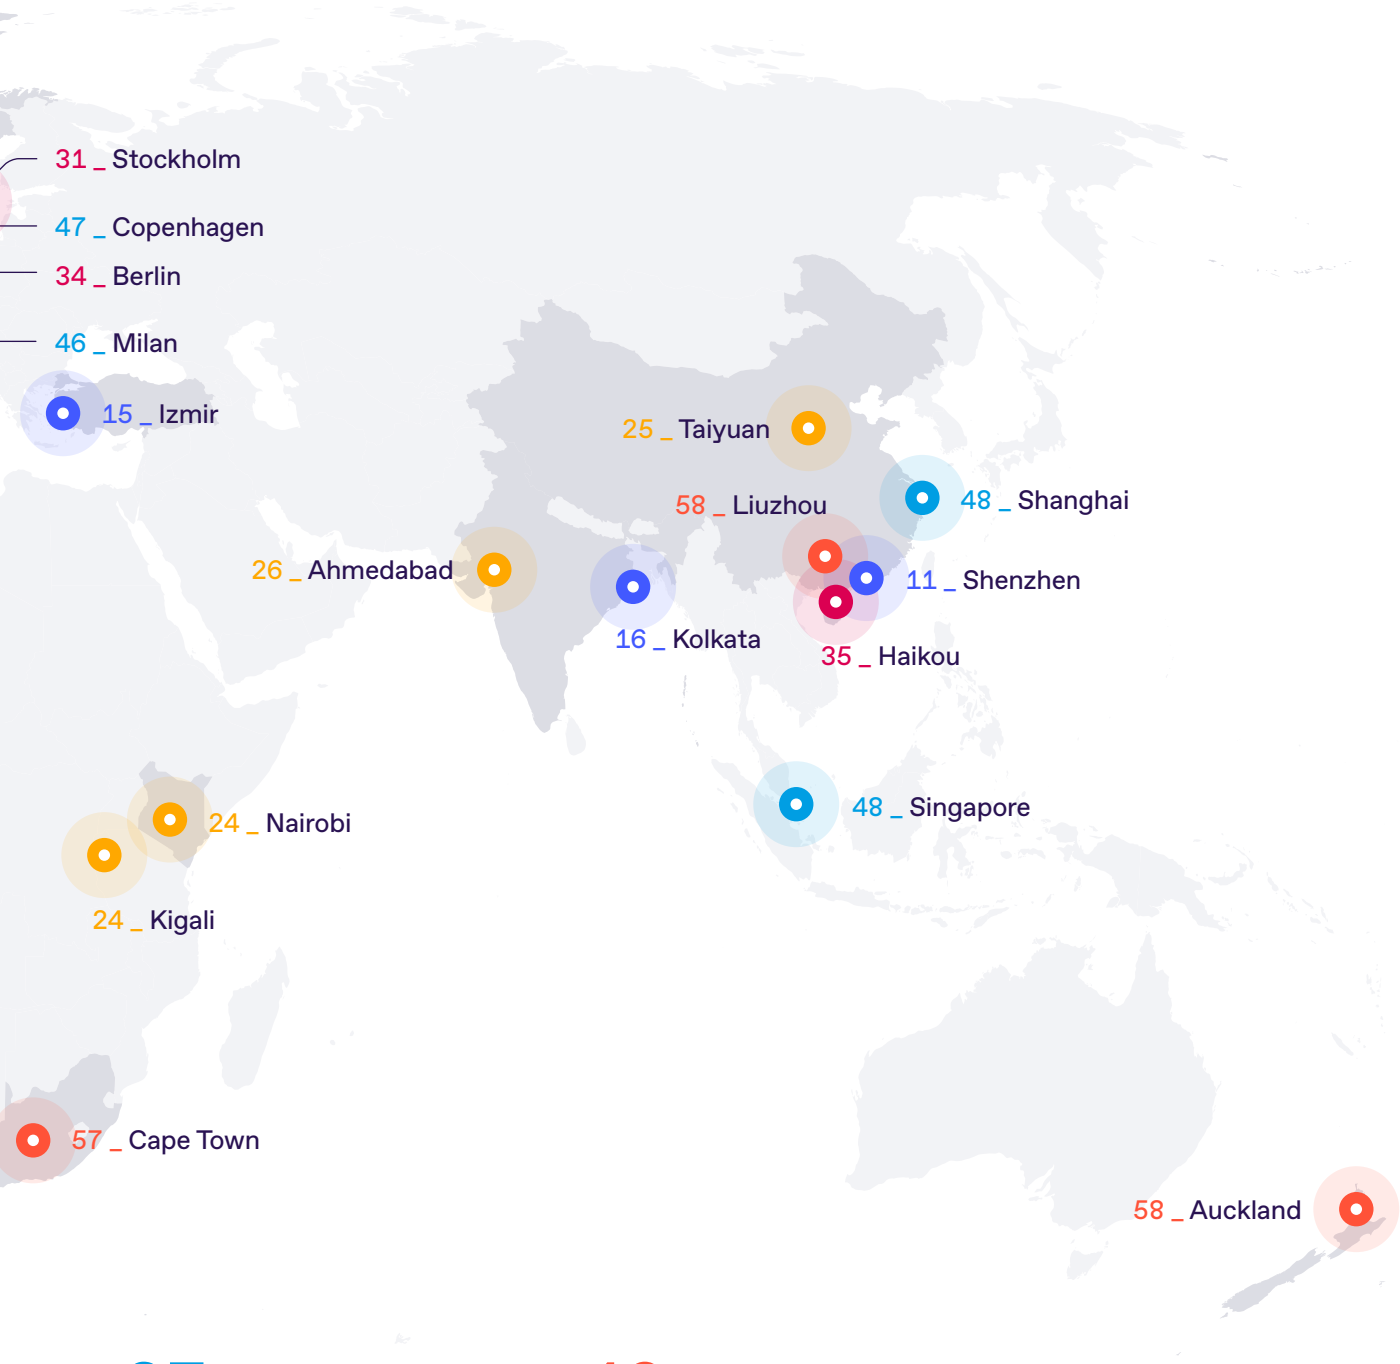 31 _ Stockholm
47 _ Copenhagen
34 _ Berlin
46 _ Milan
15 _ Izmir
25 _ Taiyuan
58 _ Liuzhou
48 _ Shanghai
26 _ Ahmedabad
11 _ Shenzhen
16 _ Kolkata
35 _ Haikou
48 _ Singapore
24 _ Nairobi
24 _ Kigali
57 _ Cape Town
58 _ Auckland